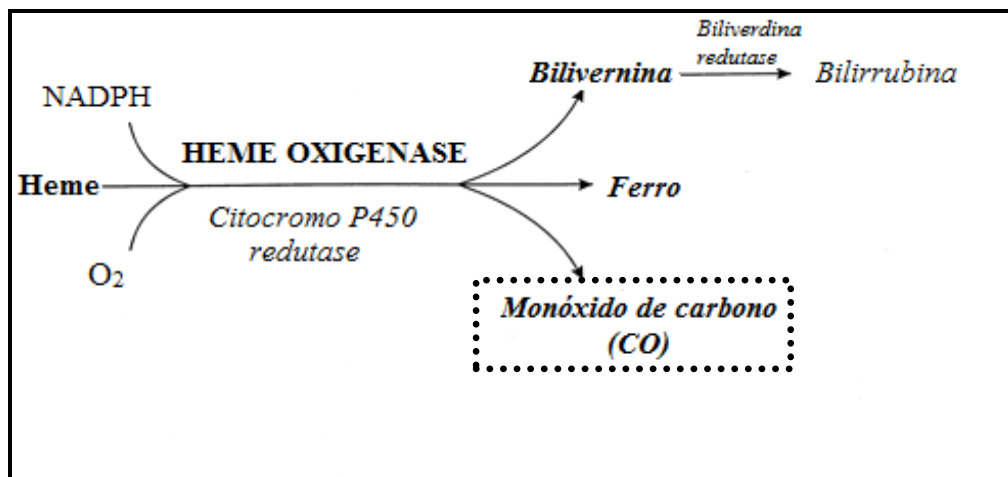 Biliverdina
redutase
Bilivernina
Bilirrubina
NADPH
HEME OXIGENASE
Heme
Ferro
Citocromo P450
redutase
O2
Monóxido de carbono
(CO)